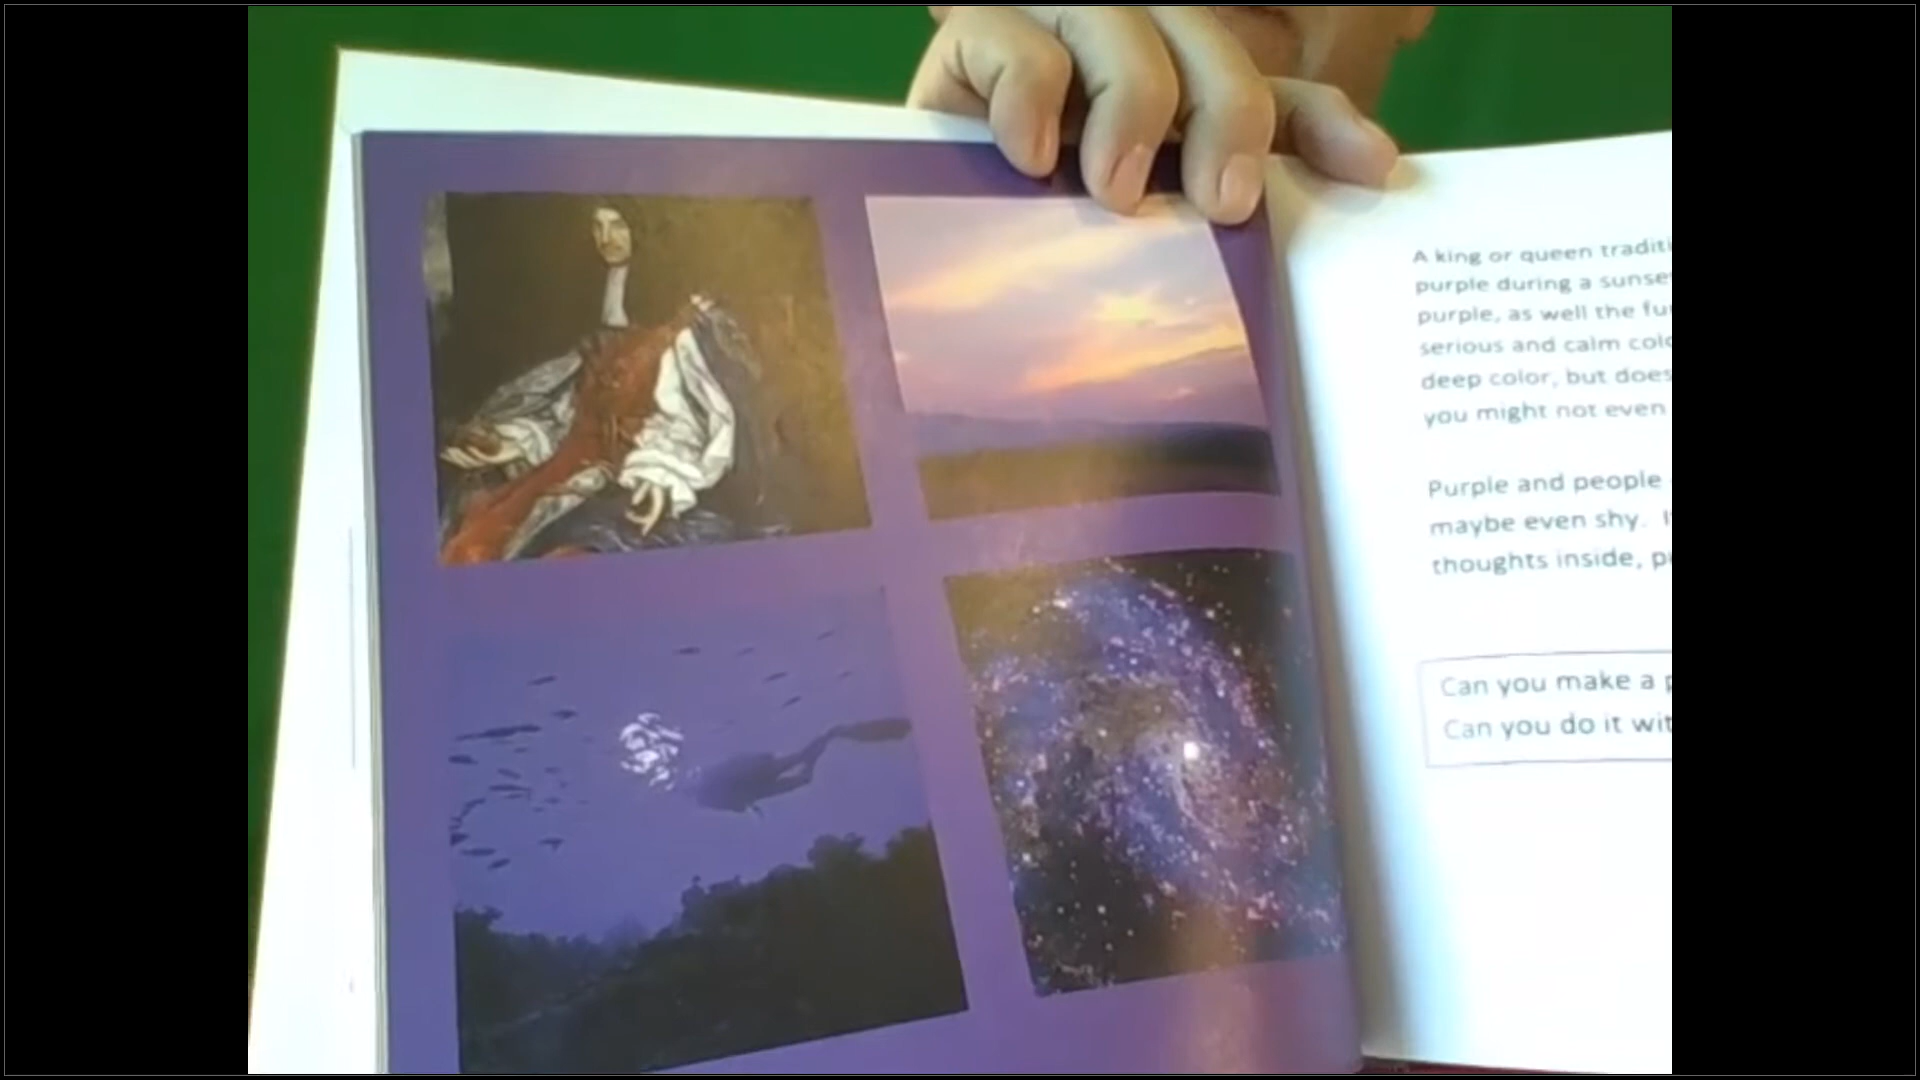 A king or queen traditi
purple during a sunse
purple, as well the fu
serious and calm colo
deep color, but does
you might not even
Purple and people
maybe even shy. I
thoughts inside, p
Can you make a p
Can you do it wit